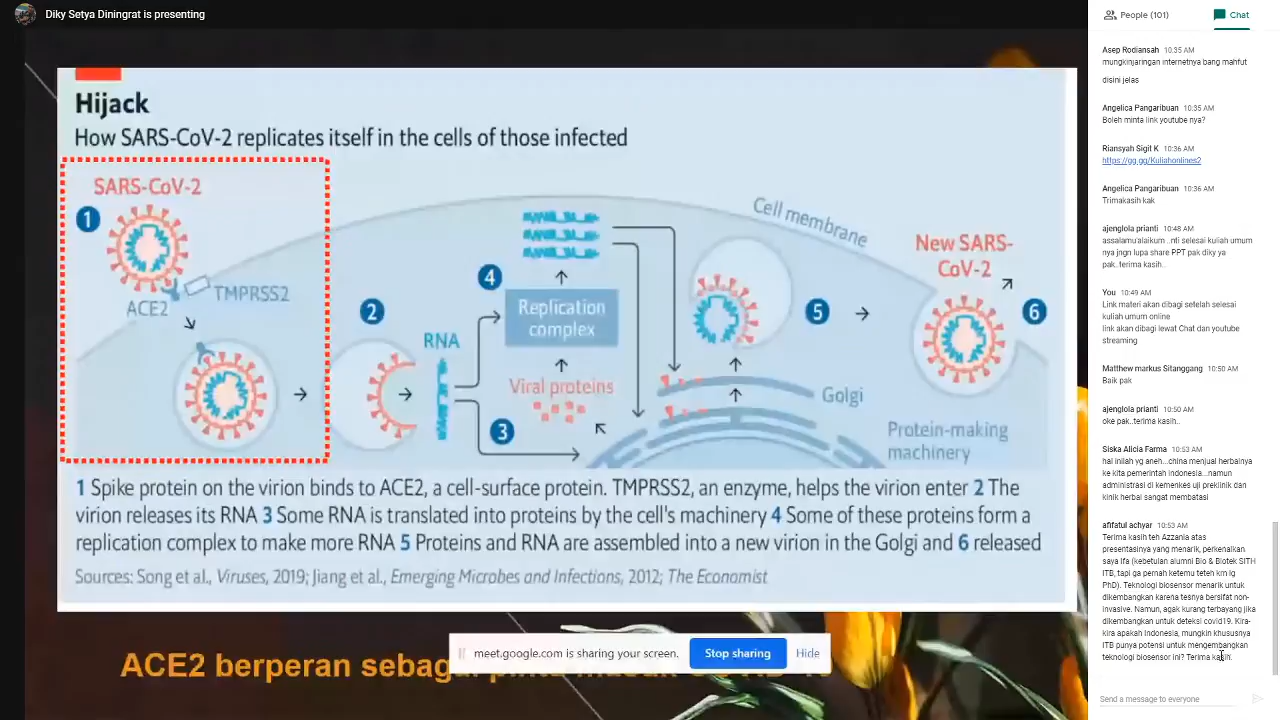 Diky Setya Diningrat is presenting
Hijack
How SARS-CoV-2 replicates itself in the cells of those infected
SARS-CoV-2
1
ACE2
TMPRSS2
2
RNA
3
4
Replication
complex
Viral proteins
Cell membrane
5
Golgi
Protein-making
machinery
New SARS-
CoV-2
6
1 Spike protein on the virion binds to ACE2, a cell-surface protein. TMPRSS2, an enzyme, helps the virion enter 2 The
virion releases its RNA 3 Some RNA is translated into proteins by the cell's machinery 4 Some of these proteins form a
replication complex to make more RNA 5 Proteins and RNA are assembled into a new virion in the Golgi and 6 released
Sources: Song et al., Viruses, 2019; Jiang et al., Emerging Microbes and Infections, 2012; The Economist
ACE2 berperan sebag
meet.google.com is sharing your screen.
Stop sharing
Hide
People (101)
Chat
Asep Rodiansah 10:35 AM
mungkinjaringan internetnya bang mahfut
disini jelas
Angelica Pangaribuan 10:35 AM
Boleh minta link youtube nya?
Riansyah Sigit K 10:36 AM
https://gg.gg/Kuliahonlines2
Angelica Pangaribuan 10:36 AM
Trimakasih kak
ajenglola prianti 10:48 AM
assalamu'alaikum ..nti selesai kuliah umum
nya jngn lupa share PPT pak diky ya
pak..terima kasih..
You 10:49 AM
Link materi akan dibagi setelah selesai
kuliah umum online
link akan dibagi lewat Chat dan youtube
streaming
Matthew markus Sitanggang 10:50 AM
Baik pak
ajenglola prianti 10:50 AM
oke pak..terima kasih..
Siska Alicia Farma 10:53 AM
hal inilah yg aneh...china menjual herbalnya
ke kita pemerintah indonesia...namun
administrasi di kemenkes uji preklinik dan
kinik herbal sangat membatasi
afifatul achyar 10:53 AM
Terima kasih teh Azzania atas
presentasinya yang menarik, perkenalkan
saya Ifa (kebetulan alumni Bio & Biotek SITH
ITB, tapi ga pernah ketemu teteh krn lg
PhD). Teknologi biosensor menarik untuk
dikembangkan karena tesnya bersifat non-
invasive. Namun, agak kurang terbayang jika
dikembangkan untuk deteksi covid19. Kira-
kira apakah Indonesia, mungkin khususnya
ITB punya potensi untuk mengembangkan
teknologi biosensor ini? Terima kasih.
Send a message to everyone